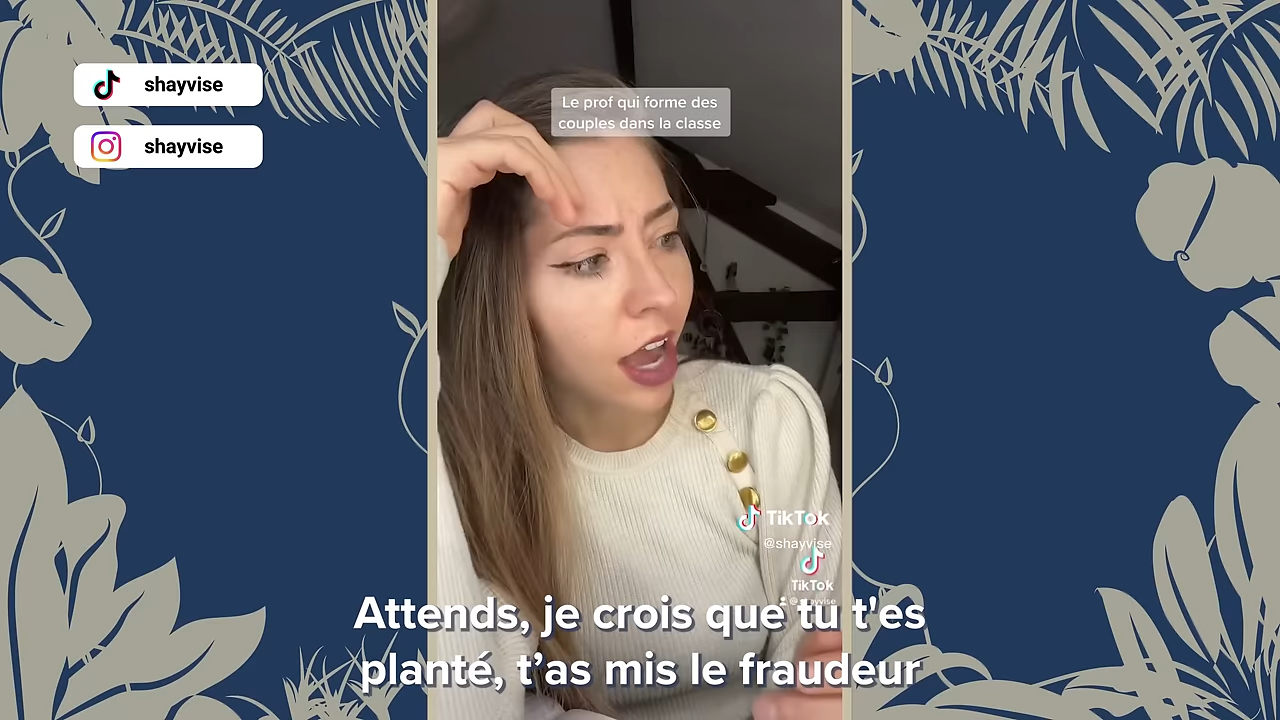 shayvise
shayvise
Le prof qui forme des
couples dans la classe
TikTok
@shayvise
TikTok
@shayvise
Attends, je crois que tu t'es
planté, t’as mis le fraudeur